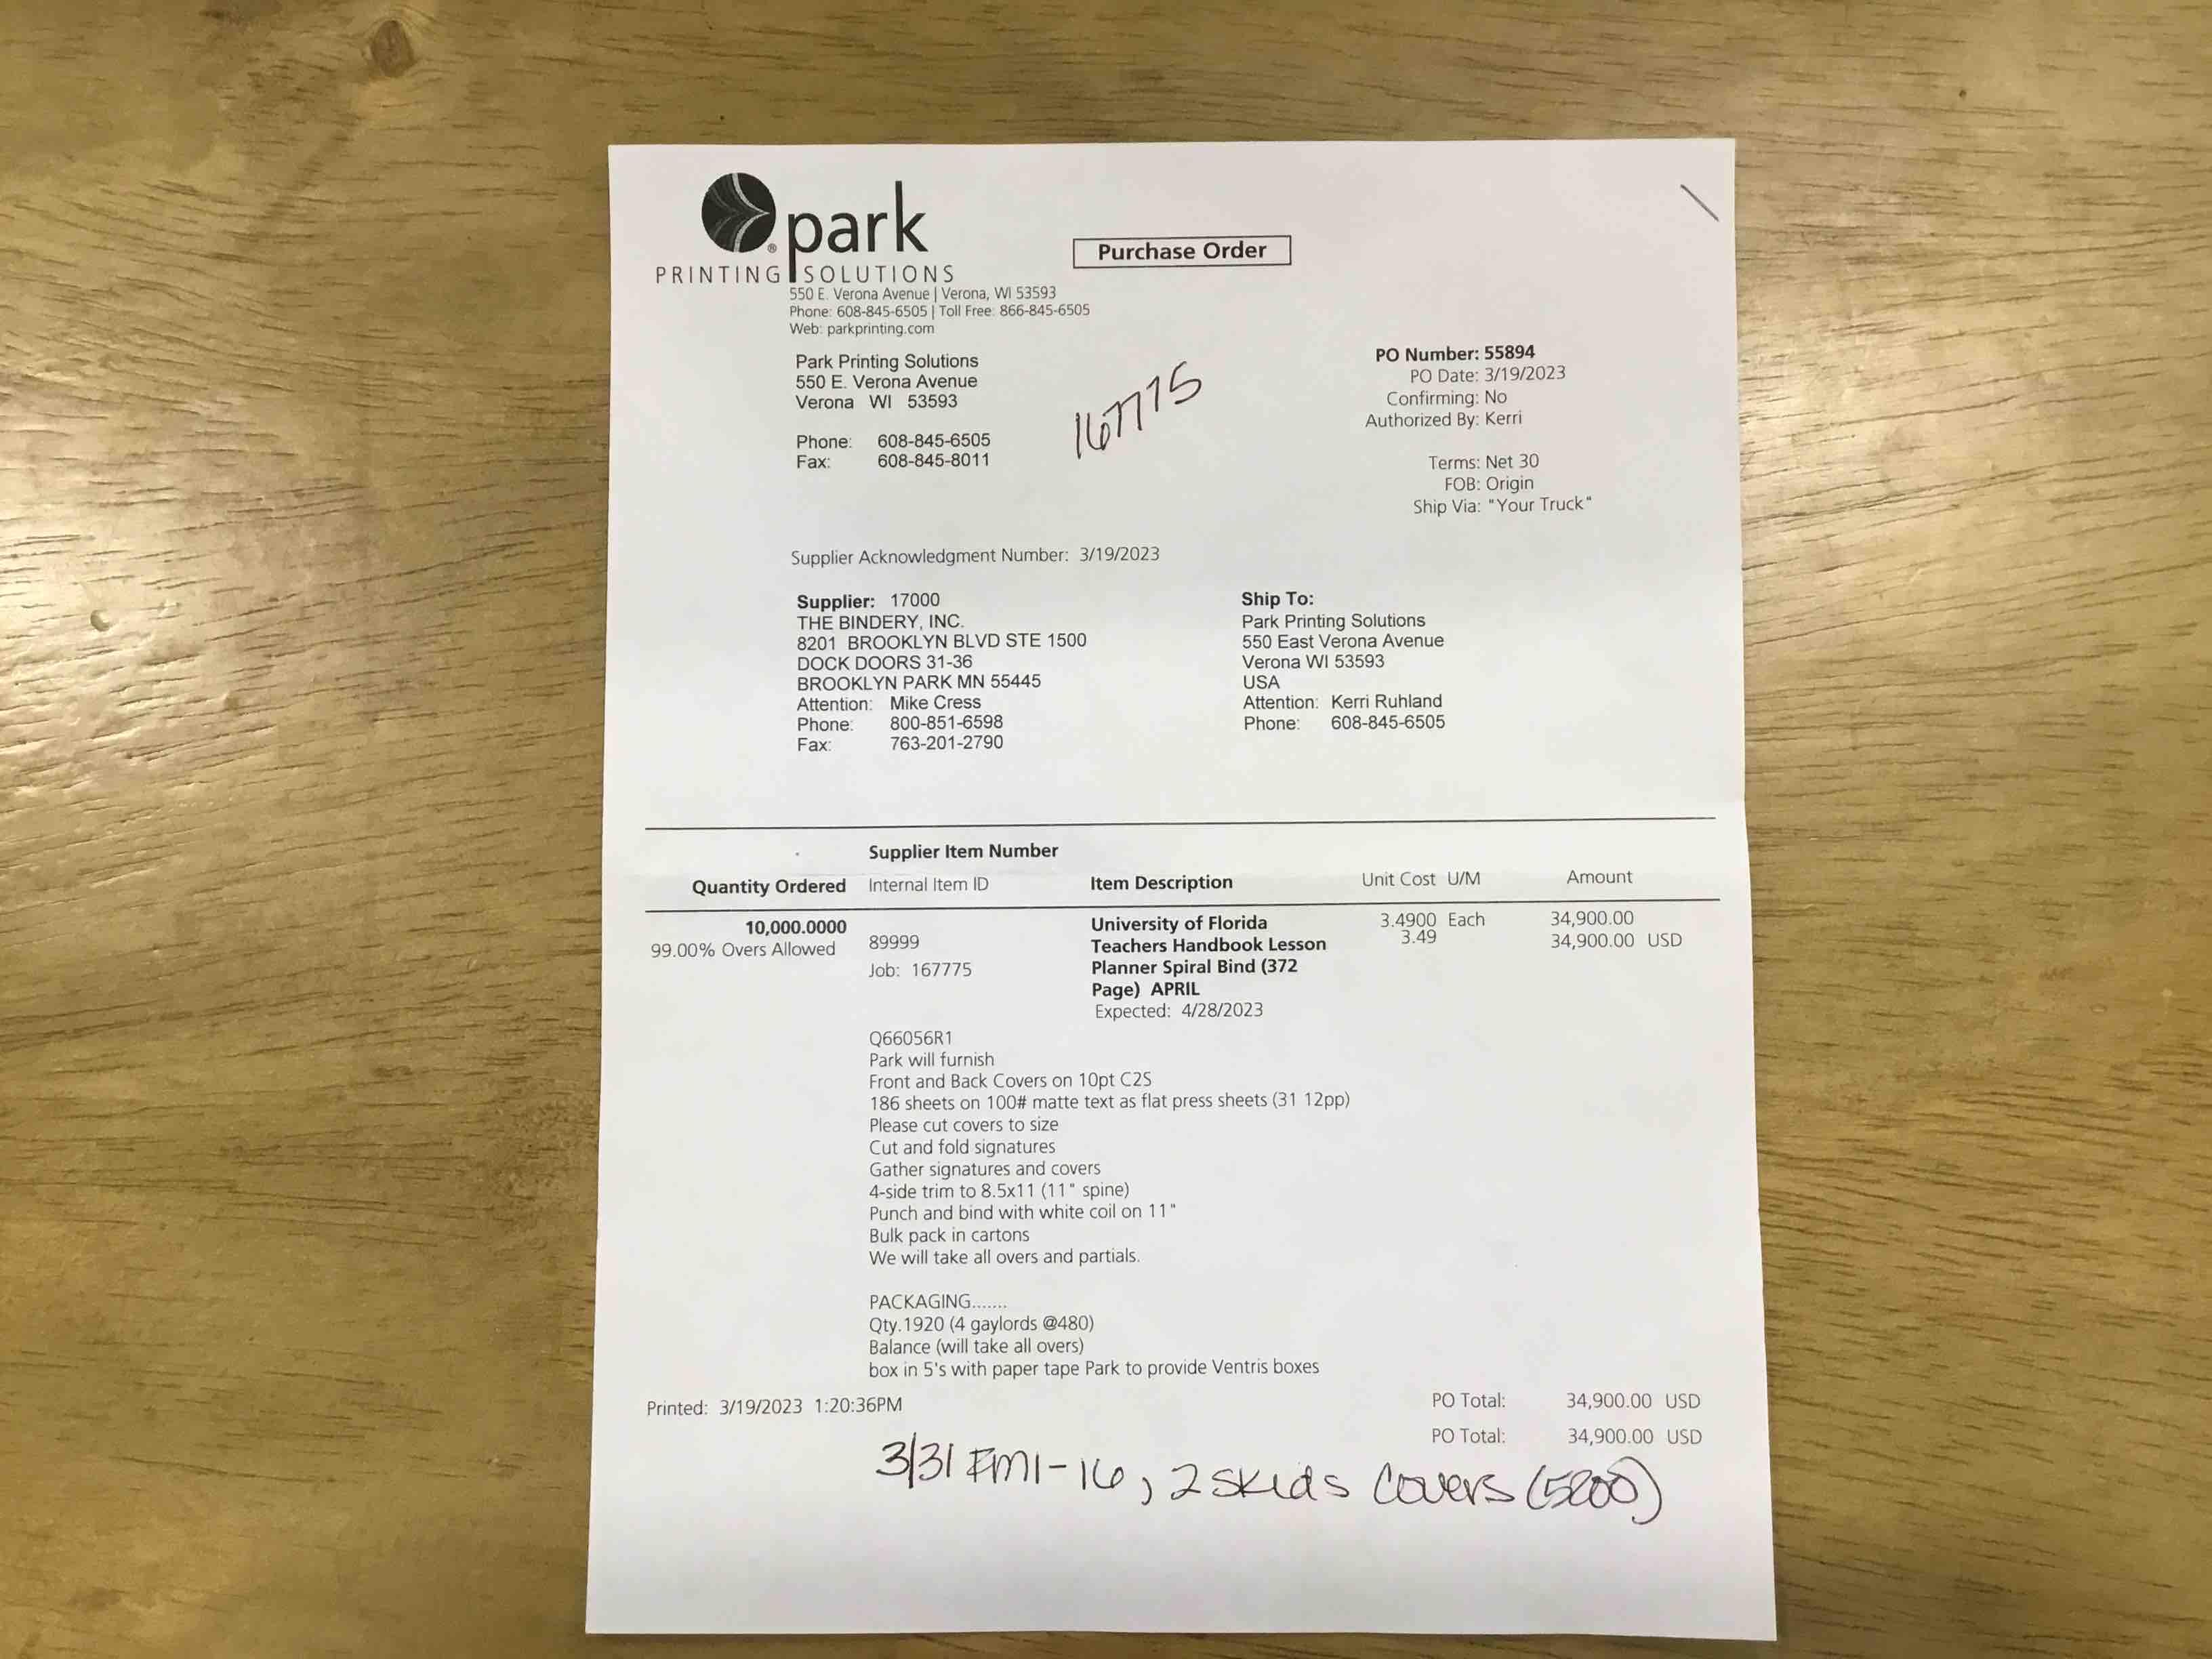 park
PRINTING SOLUTIONS
Purchase Order
550 E. Verona Avenue | Verona, WI 53593
Phone: 608-845-6505 | Toll Free: 866-845-6505
Web: parkprinting.com
Park Printing Solutions
550 E. Verona Avenue
Verona WI 53593
Phone: 608-845-6505
Fax: 608-845-8011
167775
PO Number: 55894
PO Date: 3/19/2023
Confirming: No
Authorized By: Kerri
Terms: Net 30
FOB: Origin
Ship Via: "Your Truck"
Supplier Acknowledgment Number: 3/19/2023
Supplier: 17000
THE BINDERY, INC.
8201 BROOKLYN BLVD STE 1500
DOCK DOORS 31-36
BROOKLYN PARK MN 55445
Attention: Mike Cress
Phone: 800-851-6598
Fax: 763-201-2790
Ship To:
Park Printing Solutions
550 East Verona Avenue
Verona WI 53593
USA
Attention: Kerri Ruhland
Phone: 608-845-6505
Supplier Item Number
Quantity Ordered Internal Item ID Item Description Unit Cost U/M Amount
10,000.0000 University of Florida 3.4900 Each 34,900.00
99.00% Overs Allowed 89999 Teachers Handbook Lesson 3.49 34,900.00 USD
Job: 167775 Planner Spiral Bind (372
Page) APRIL
Expected: 4/28/2023
Q66056R1
Park will furnish
Front and Back Covers on 10pt C2S
186 sheets on 100# matte text as flat press sheets (31 12pp)
Please cut covers to size
Cut and fold signatures
Gather signatures and covers
4-side trim to 8.5x11 (11" spine)
Punch and bind with white coil on 11"
Bulk pack in cartons
We will take all overs and partials.
PACKAGING.......
Qty.1920 (4 gaylords @480)
Balance (will take all overs)
box in 5's with paper tape Park to provide Ventris boxes
Printed: 3/19/2023 1:20:36PM PO Total: 34,900.00 USD
PO Total: 34,900.00 USD
3/31 , 2 skids Covers (5200)